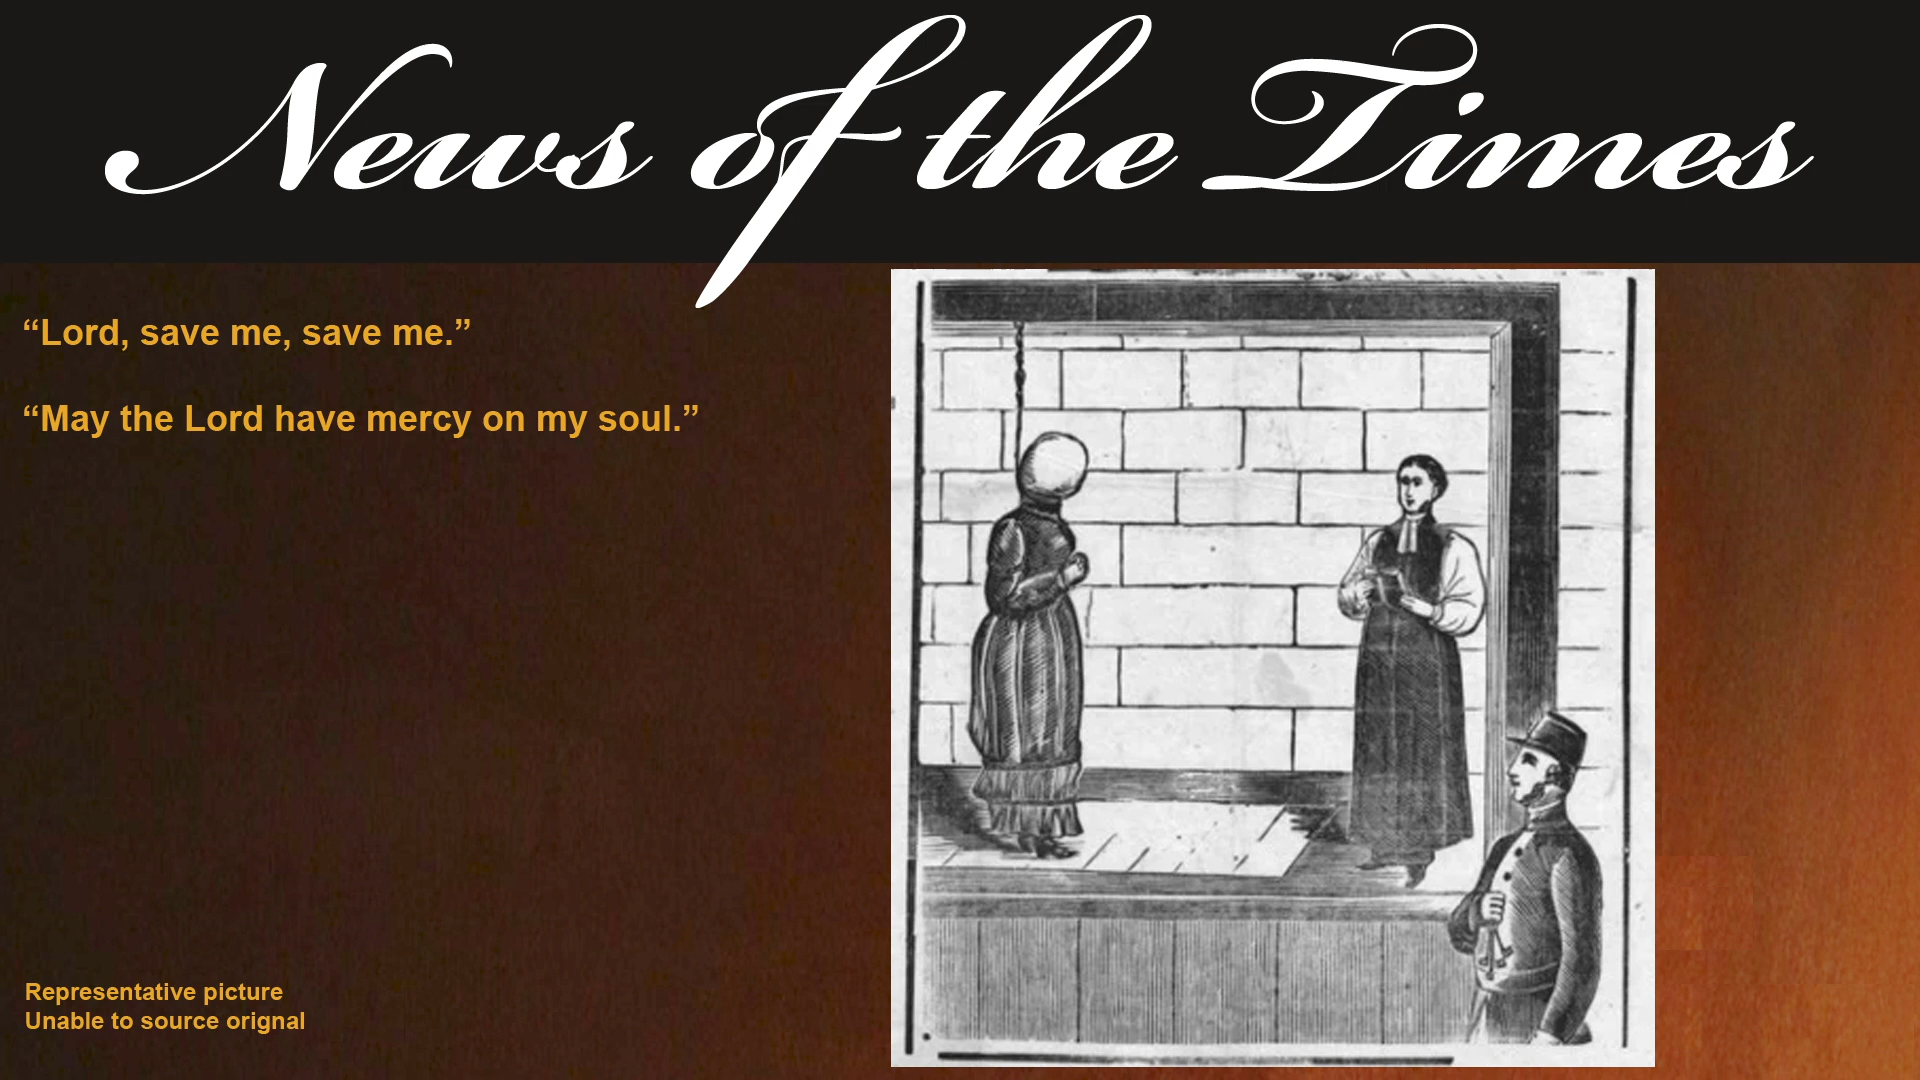 News of the Times
“Lord, save me, save me.”
“May the Lord have mercy on my soul.”
Representative picture
Unable to source orignal